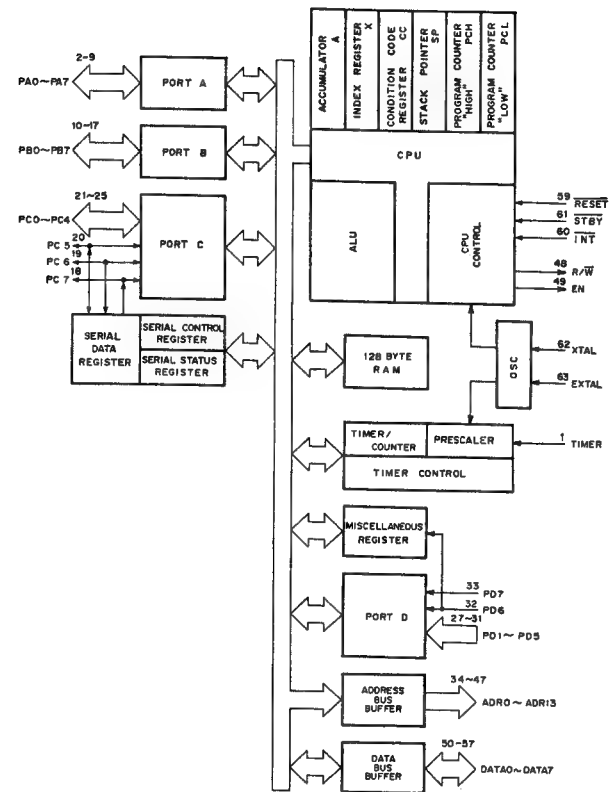 ACCUMULATOR A
INDEX REGISTER X
CONDITION CODE CC
REGISTER
STACK POINTER SP
PROGRAM COUNTER PCH
"HIGH"
PROGRAM COUNTER PCL
"LOW"
CPU
ALU
CPU
CONTROL
59 RESET
61 STBY
60 INT
48 R/W
49 EN
2-9
PA0~PA7
PORT A
10-17
PB0~PB7
PORT B
21~25
PC0~PC4
PORT C
20
PC 5
19
PC 6
18
PC 7
SERIAL
DATA
REGISTER
SERIAL CONTROL
REGISTER
SERIAL STATUS
REGISTER
128 BYTE
RAM
OSC
62 XTAL
63 EXTAL
TIMER/
COUNTER
PRESCALER
TIMER CONTROL
1 TIMER
MISCELLANEOUS
REGISTER
PORT D
33 PD7
32 PD6
27~31
PD1~PD5
ADDRESS
BUS
BUFFER
34~47
ADR0~ADR13
DATA
BUS
BUFFER
50-57
DATA0~DATA7